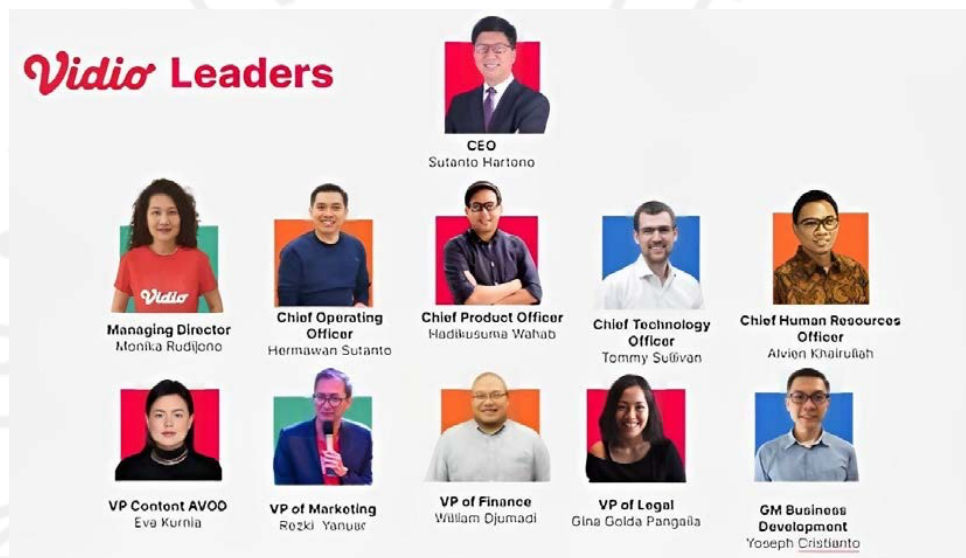 Vidio Leaders
CEO
Sutanto Hartono
Vidio
Managing Director
Monika Rudijono
Chief Operating
Officer
Hermawan Sutanto
Chief Product Officer
Hadikusuma Wahab
Chief Technology
Officer
Tommy Sullivan
Chief Human Resources
Officer
Alvien Khairullah
VP Content AVOD
Eva Kurnia
VP of Marketing
Rezki Yanuar
VP of Finance
William Djumadi
VP of Legal
Gina Golda Pangaila
GM Business
Development
Yoseph Cristianto